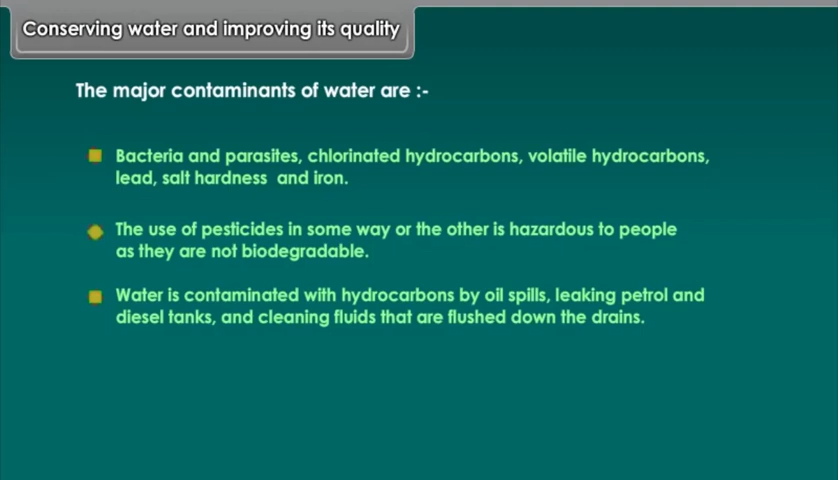 Conserving water and improving its quality
The major contaminants of water are :-
Bacteria and parasites, chlorinated hydrocarbons, volatile hydrocarbons,
lead, salt hardness and iron.
The use of pesticides in some way or the other is hazardous to people
as they are not biodegradable.
Water is contaminated with hydrocarbons by oil spills, leaking petrol and
diesel tanks, and cleaning fluids that are flushed down the drains.